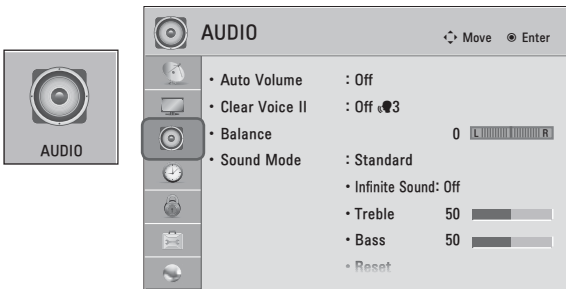 AUDIO
AUDIO
Move Enter
• Auto Volume : Off
• Clear Voice II : Off 3
• Balance 0 L R
• Sound Mode : Standard
• Infinite Sound: Off
• Treble 50
• Bass 50
• Reset